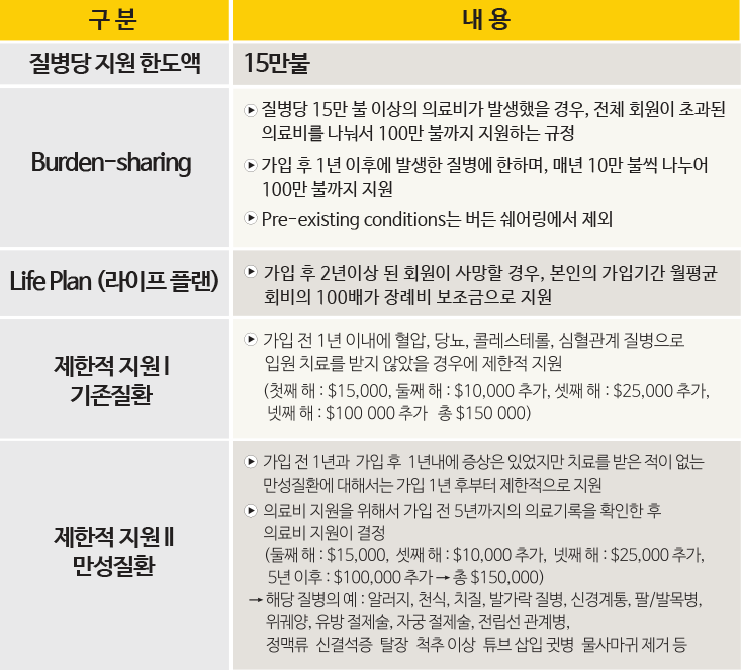 구 분
내 용
질병당 지원 한도액
15만불
Burden-sharing
질병당 15만 불 이상의 의료비가 발생했을 경우, 전체 회원이 초과된
의료비를 나눠서 100만 불까지 지원하는 규정
가입 후 1년 이후에 발생한 질병에 한하며, 매년 10만 불씩 나누어
100만 불까지 지원
Pre-existing conditions는 버든 쉐어링에서 제외
Life Plan (라이프 플랜)
가입 후 2년이상 된 회원이 사망할 경우, 본인의 가입기간 월평균
회비의 100배가 장례비 보조금으로 지원
제한적 지원 I
기존질환
가입 전 1년 이내에 혈압, 당뇨, 콜레스테롤, 심혈관계 질병으로
입원 치료를 받지 않았을 경우에 제한적 지원
(첫째 해 : $15,000, 둘째 해 : $10,000 추가, 셋째 해 : $25,000 추가,
넷째 해 : $100 000 추가 총 $150 000)
제한적 지원 II
만성질환
가입 전 1년과 가입 후 1년내에 증상은 있었지만 치료를 받은 적이 없는
만성질환에 대해서는 가입 1년 후부터 제한적으로 지원
의료비 지원을 위해서 가입 전 5년까지의 의료기록을 확인한 후
의료비 지원이 결정
(둘째 해 : $15,000, 셋째 해 : $10,000 추가, 넷째 해 : $25,000 추가,
5년 이후 : $100,000 추가 → 총 $150,000)
→ 해당 질병의 예 : 알러지, 천식, 치질, 발가락 질병, 신경계통, 팔/발목병,
위궤양, 유방 절제술, 자궁 절제술, 전립선 관계병,
정맥류 신결석증 탈장 척추 이상 튜브 삽입 귓병 물사마귀 제거 등